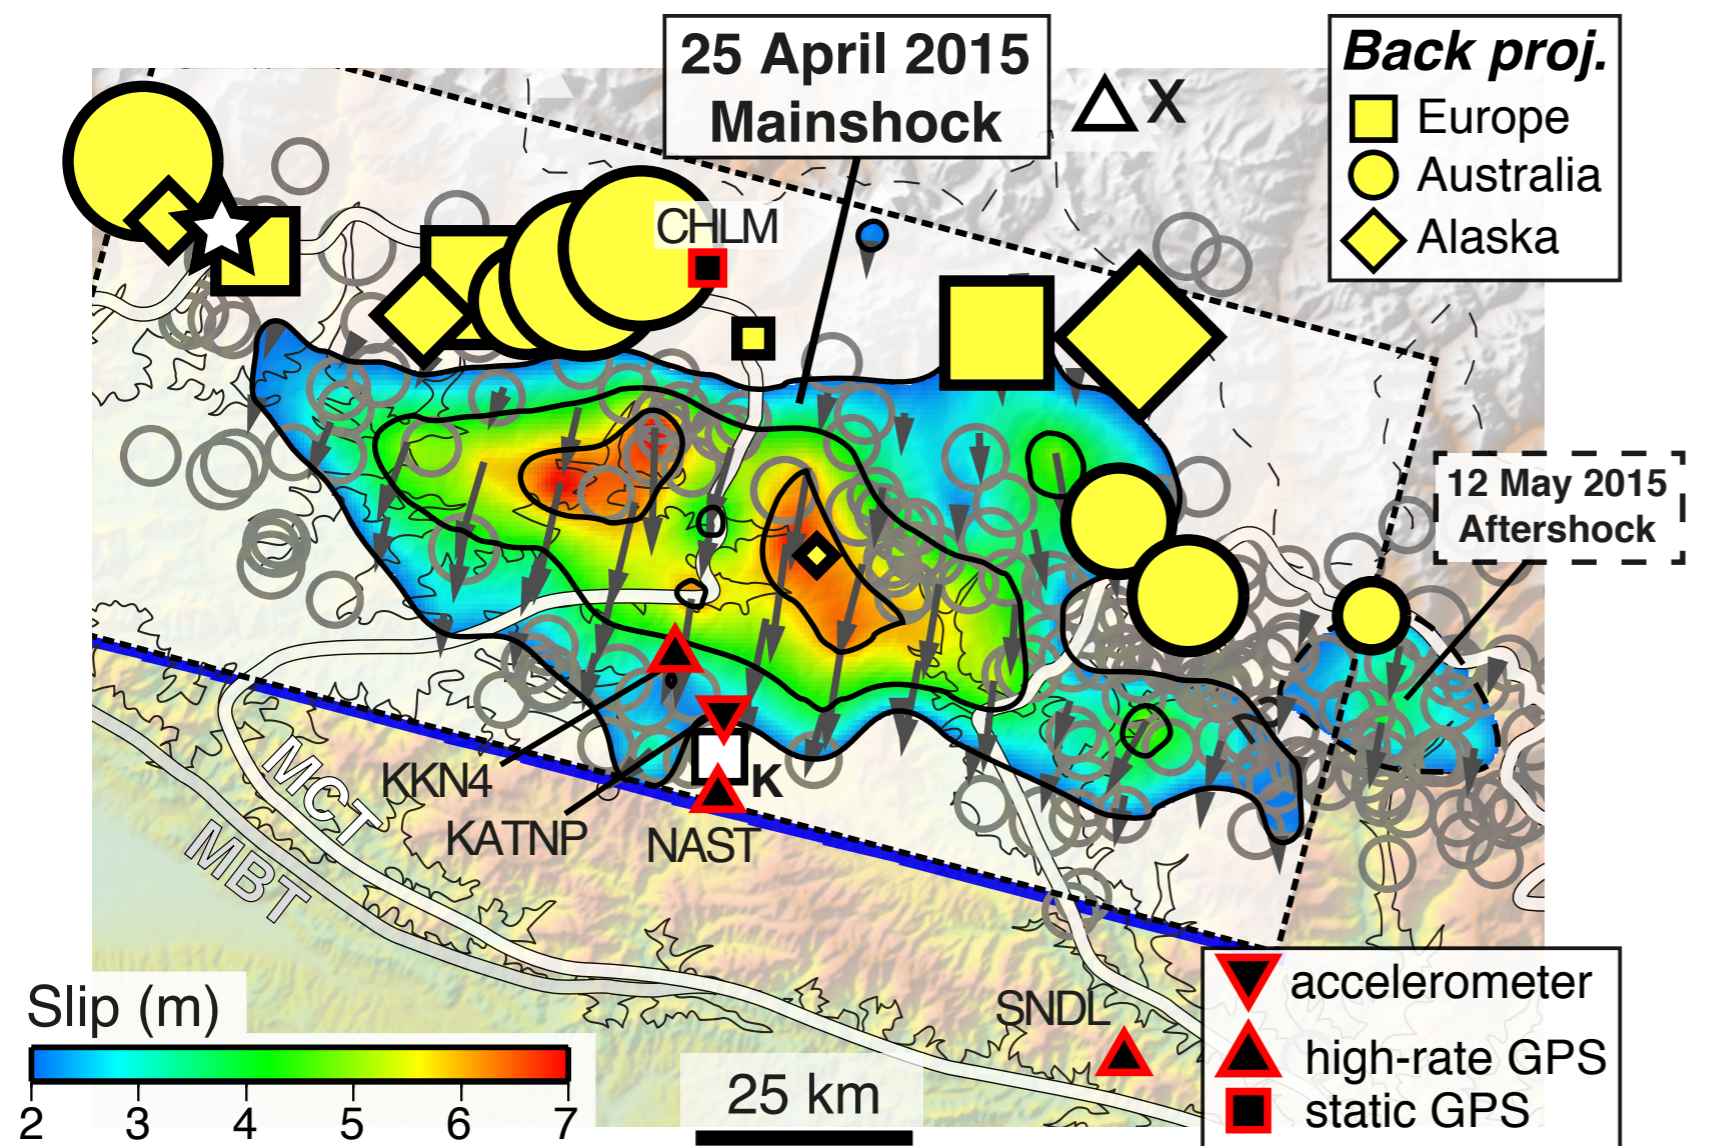 25 April 2015
Mainshock
X
Back proj.
Europe
Australia
Alaska
CHLM
12 May 2015
Aftershock
KKN4
K
KATNP
NAST
MCT
MBT
SNDL
accelerometer
high-rate GPS
static GPS
Slip (m)
2 3 4 5 6 7
25 km